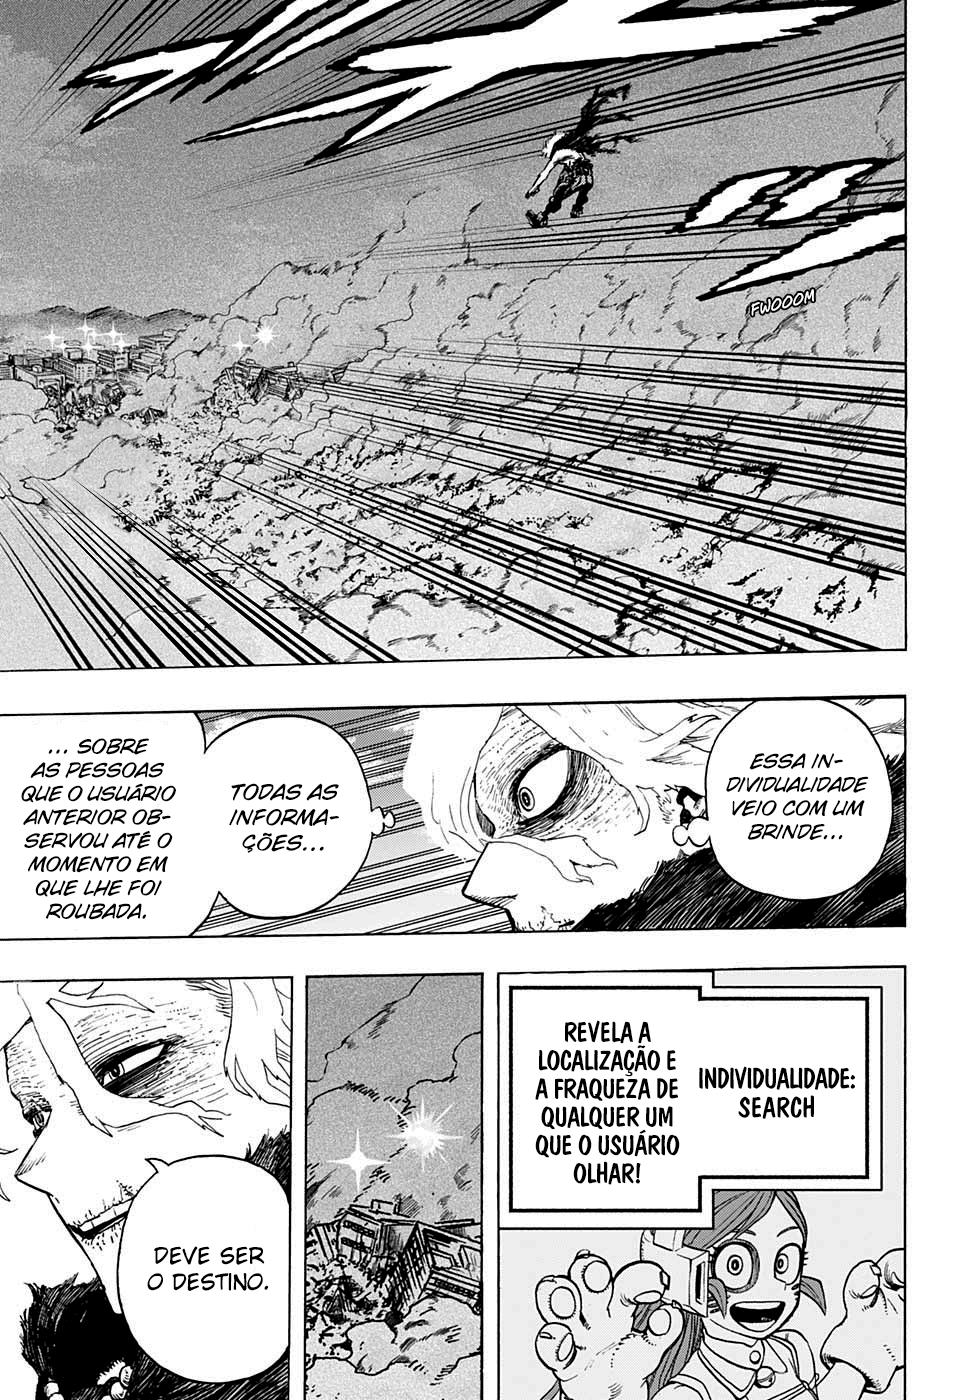 FWOOOM
ESSA IN-
DIVIDUALIDADE
VEIO COM UM
BRINDE...
TODAS AS
INFORMA-
ÇÕES...
... SOBRE
AS PESSOAS
QUE O USUÁRIO
ANTERIOR OB-
SERVOU ATÉ O
MOMENTO EM
QUE LHE FOI
ROUBADA.
INDIVIDUALIDADE:
SEARCH
REVELA A
LOCALIZAÇÃO E
A FRAQUEZA DE
QUALQUER UM
QUE O USUÁRIO
OLHAR!
DEVE SER
O DESTINO.